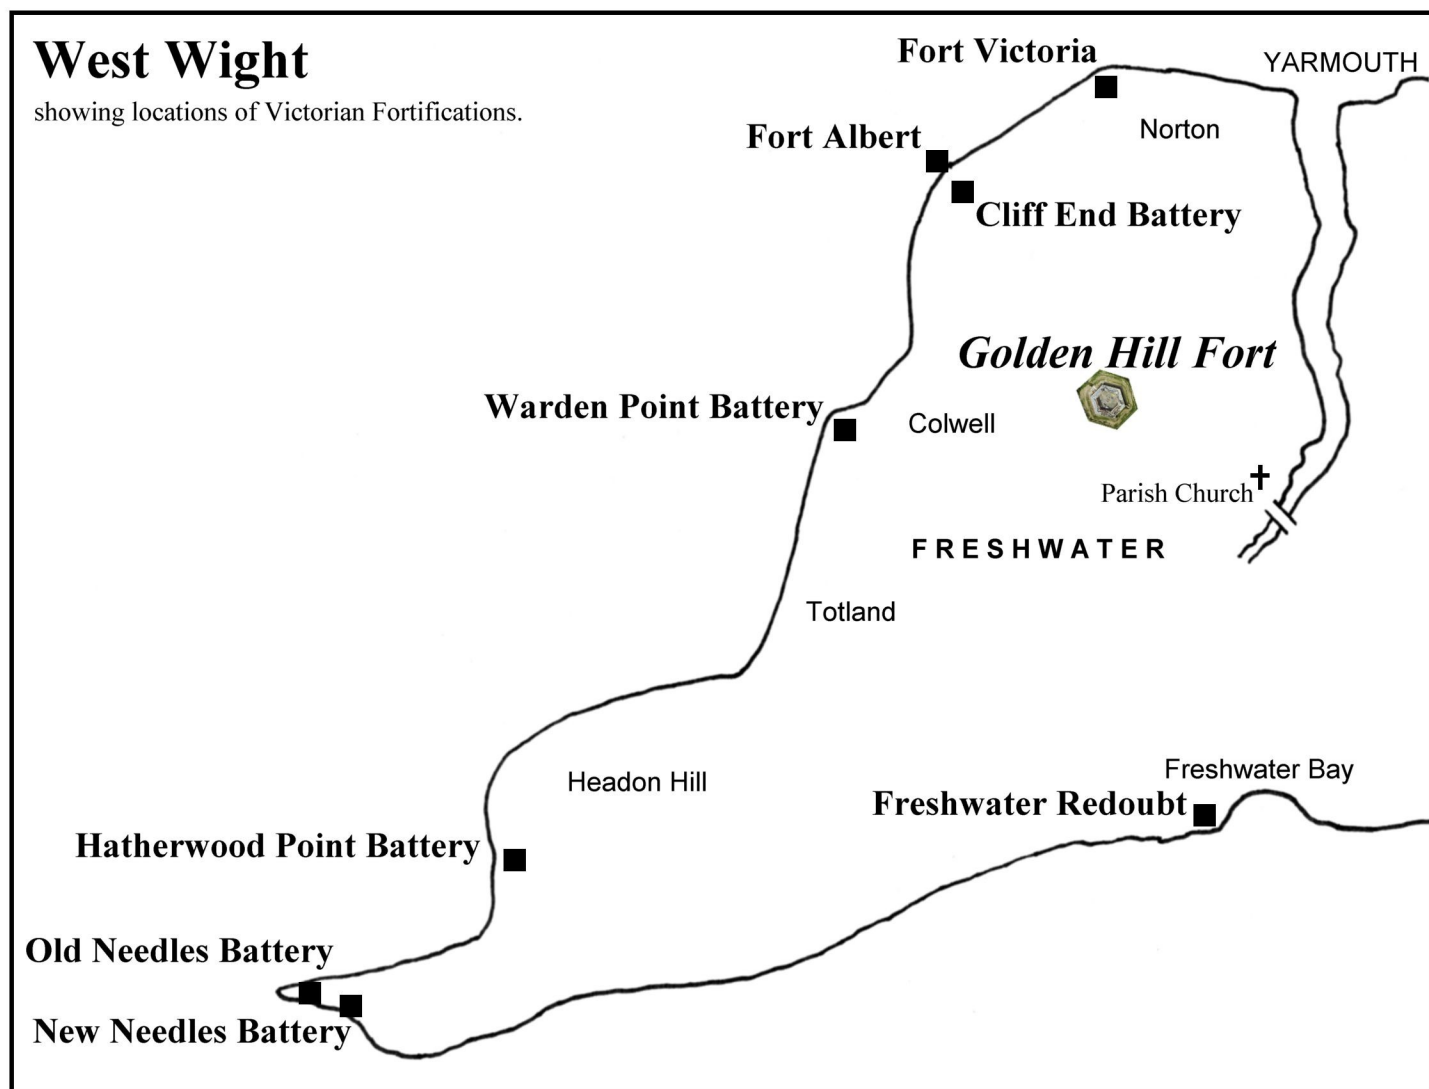 West Wight
showing locations of Victorian Fortifications.
Fort Victoria
YARMOUTH
Norton
Fort Albert
Cliff End Battery
Golden Hill Fort
Warden Point Battery
Colwell
Parish Church
FRESHWATER
Totland
Headon Hill
Freshwater Bay
Freshwater Redoubt
Hatherwood Point Battery
Old Needles Battery
New Needles Battery